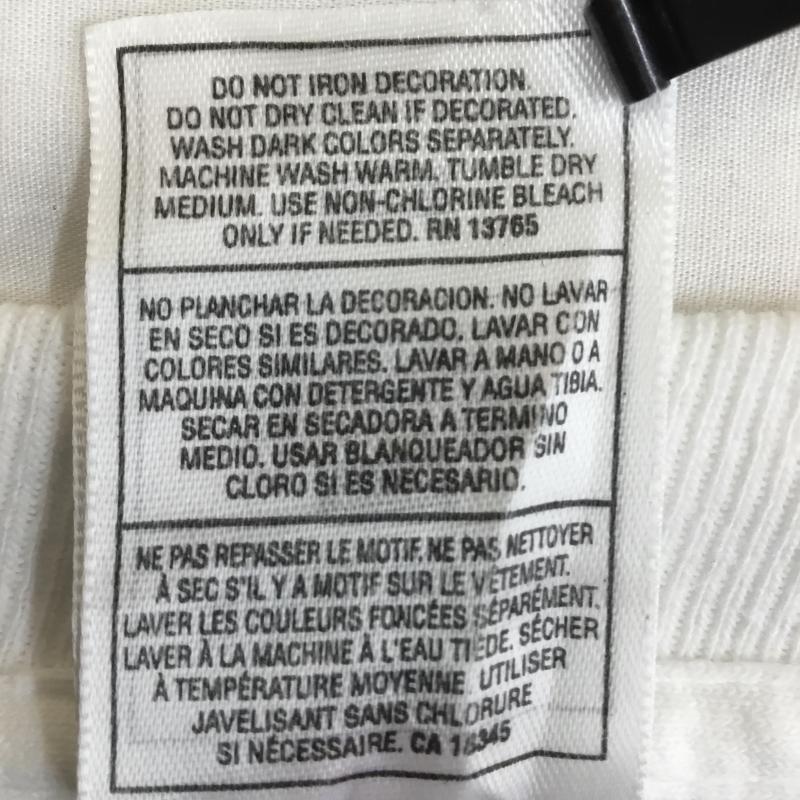 DO NOT IRON DECORATION.
DO NOT DRY CLEAN IF DECORATED.
WASH DARK COLORS SEPARATELY.
MACHINE WASH WARM. TUMBLE DRY
MEDIUM. USE NON-CHLORINE BLEACH
ONLY IF NEEDED. RN 13765
NO PLANCHAR LA DECORACION. NO LAVAR
EN SECO SI ES DECORADO. LAVAR CON
COLORES SIMILARES. LAVAR A MANO O A
MAQUINA CON DETERGENTE Y AGUA TIBIA.
SECAR EN SECADORA A TERMINO
MEDIO. USAR BLANQUEADOR SIN
CLORO SI ES NECESARIO.
NE PAS REPASSER LE MOTIF. NE PAS NETTOYER
À SEC S'IL Y A MOTIF SUR LE VÊTEMENT.
LAVER LES COULEURS FONCÉES SÉPARÉMENT.
LAVER À LA MACHINE À L'EAU TIÈDE. SÉCHER
À TEMPÉRATURE MOYENNE. UTILISER
JAVELISANT SANS CHLORURE
SI NÉCESSAIRE. CA